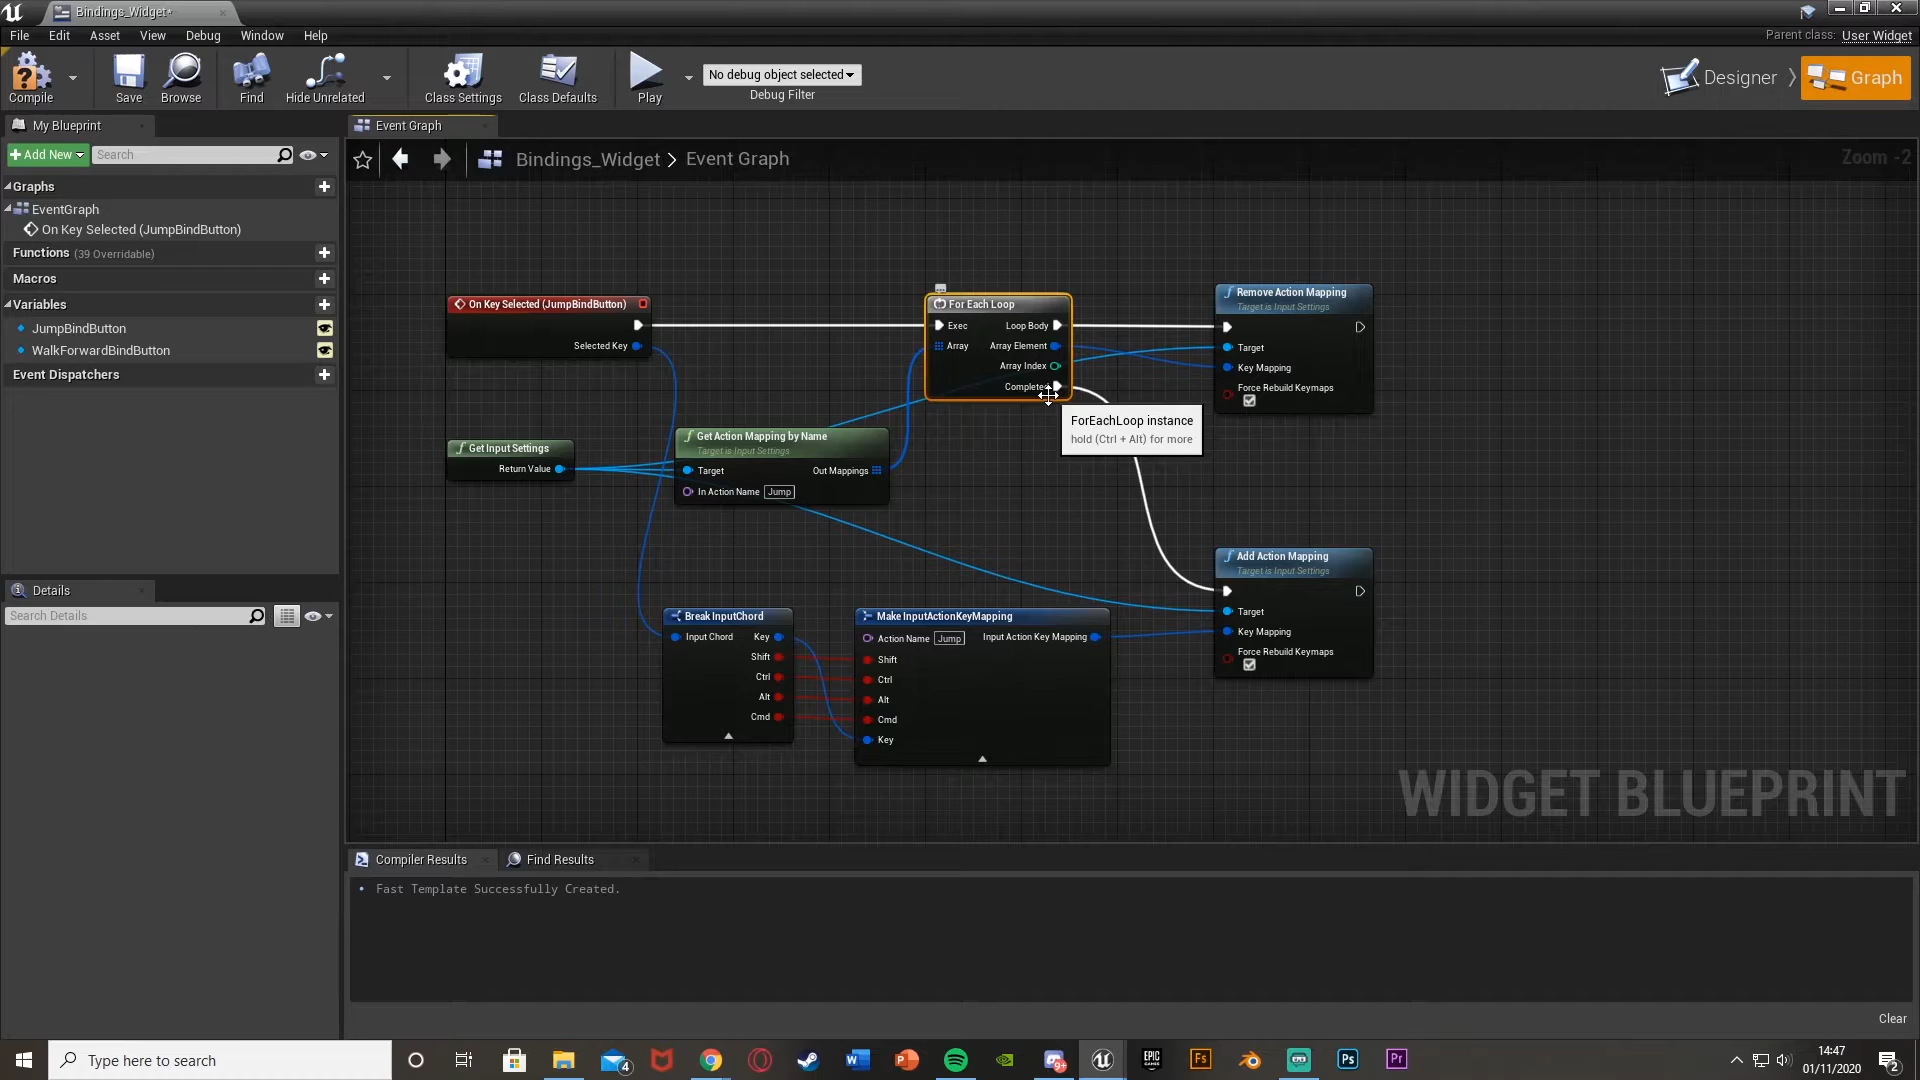 Bindings_Widget*
File Edit Asset View Debug Window Help
Parent class: User Widget
Compile Save Browse Find Hide Unrelated Class Settings Class Defaults Play
No debug object selected
Debug Filter
Designer Graph
My Blueprint
Event Graph
Add New Search
Bindings_Widget > Event Graph
Zoom -2
Graphs
EventGraph
On Key Selected (JumpBindButton)
Functions (39 Overridable)
Macros
Variables
JumpBindButton
WalkForwardBindButton
Event Dispatchers
Details
Search Details
On Key Selected (JumpBindButton)
Selected Key
For Each Loop
Exec Loop Body
Array Array Element
Array Index
Completed
Remove Action Mapping
Target is Input Settings
Target
Key Mapping
Force Rebuild Keymaps
ForEachLoop instance
hold (Ctrl + Alt) for more
Get Input Settings
Return Value
Get Action Mapping by Name
Target is Input Settings
Target Out Mappings
In Action Name Jump
Add Action Mapping
Target is Input Settings
Target
Key Mapping
Force Rebuild Keymaps
Break InputChord
Input Chord Key
Shift
Ctrl
Alt
Cmd
Make InputActionKeyMapping
Action Name Jump Input Action Key Mapping
Shift
Ctrl
Alt
Cmd
Key
WIDGET BLUEPRINT
Compiler Results Find Results
• Fast Template Successfully Created.
Clear
Type here to search
4
W
P
9+
EPIC GAMES
Fs
Ps
Pr
14:47
01/11/2020
2